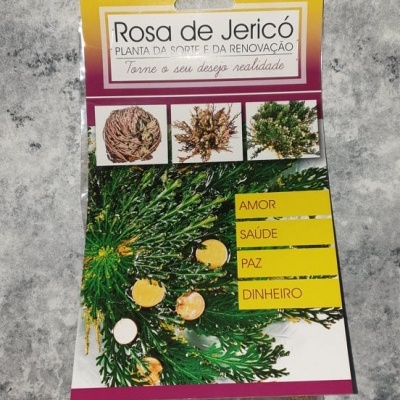 Rosa de Jericó
PLANTA DA SORTE E DA RENOVAÇÃO
Torne o seu desejo realidade
AMOR
SAÚDE
PAZ
DINHEIRO